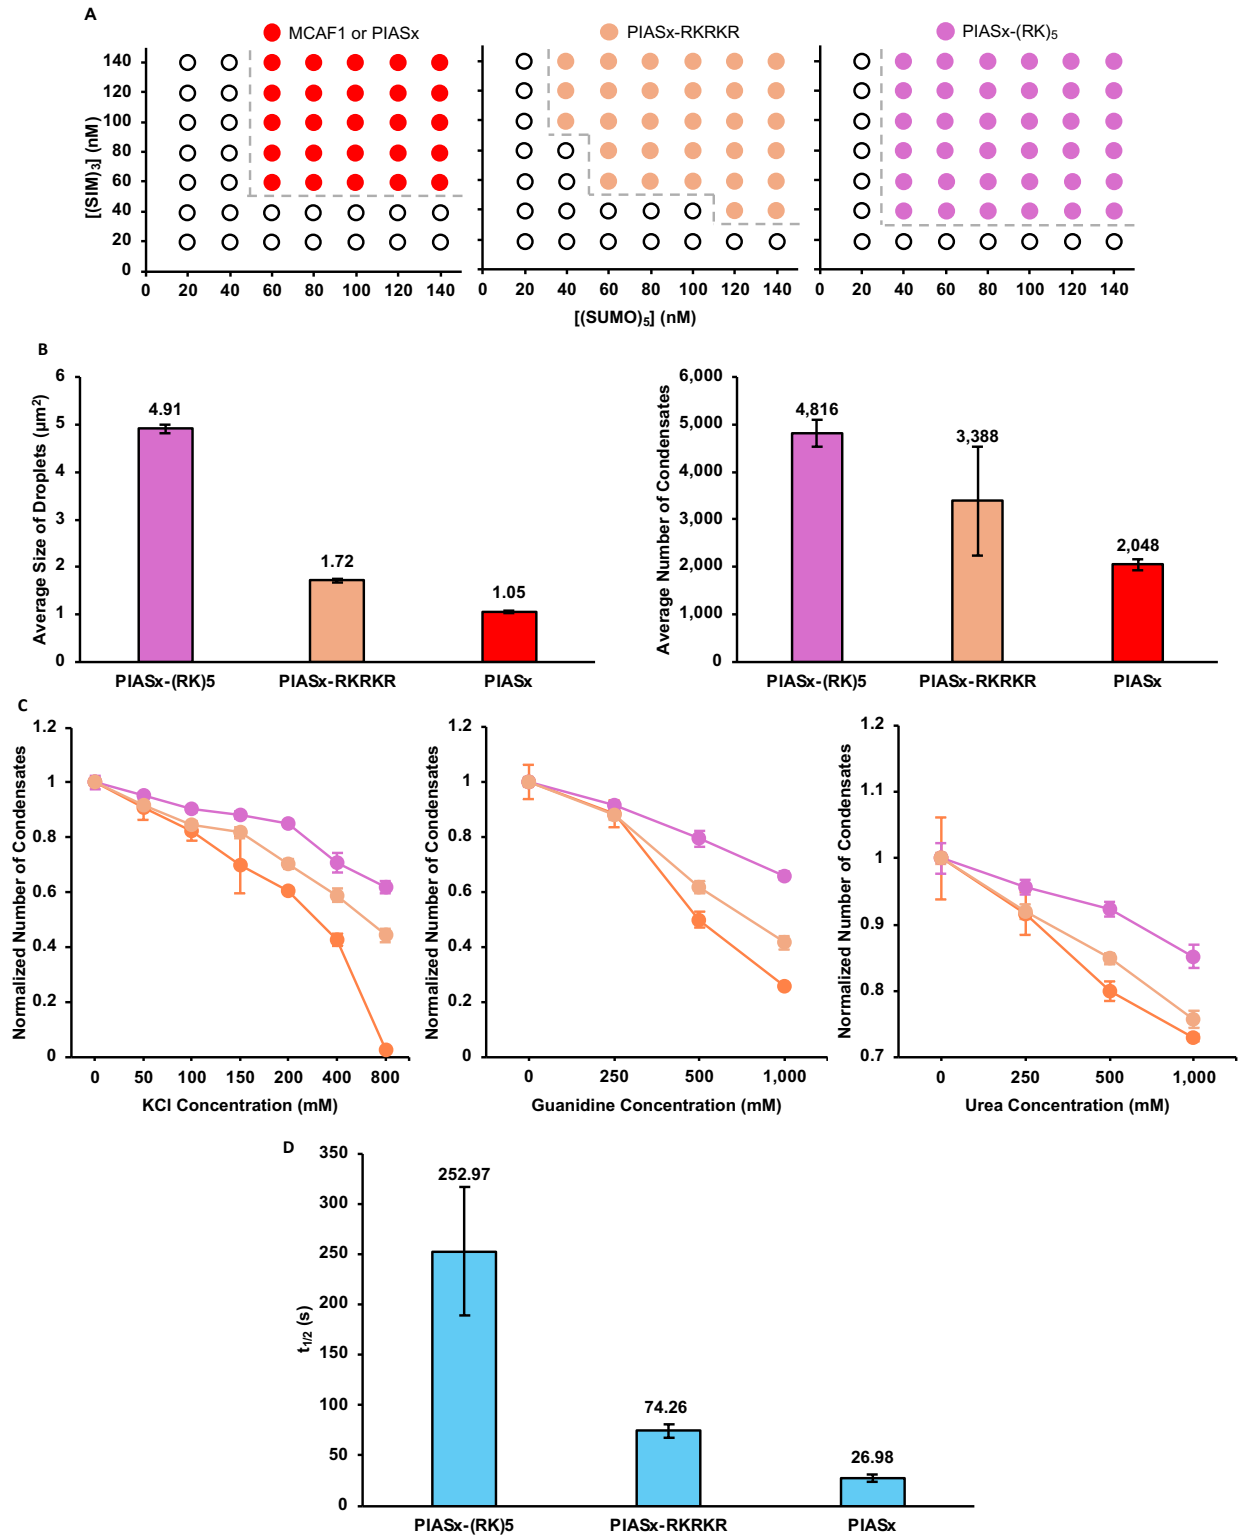 A
MCAF1 or PIASx
PIASx-RKRKR
PIASx-(RK)₅
[(SIM)₃] (nM)
140
120
100
80
60
40
20
0
0 20 40 60 80 100 120 140
0 20 40 60 80 100 120 140
0 20 40 60 80 100 120 140
[(SUMO)₅] (nM)
B
Average Size of Droplets (µm²)
6
5
4
3
2
1
0
4.91
1.72
1.05
PIASx-(RK)5 PIASx-RKRKR PIASx
Average Number of Condensates
6,000
5,000
4,000
3,000
2,000
1,000
0
4,816
3,388
2,048
PIASx-(RK)5 PIASx-RKRKR PIASx
C
Normalized Number of Condensates
1.2
1
0.8
0.6
0.4
0.2
0
0 50 100 150 200 400 800
KCl Concentration (mM)
Normalized Number of Condensates
1.2
1
0.8
0.6
0.4
0.2
0
0 250 500 1,000
Guanidine Concentration (mM)
Normalized Number of Condensates
1.2
1.1
1
0.9
0.8
0.7
0 250 500 1,000
Urea Concentration (mM)
D
t₁/₂ (s)
350
300
250
200
150
100
50
0
252.97
74.26
26.98
PIASx-(RK)5 PIASx-RKRKR PIASx